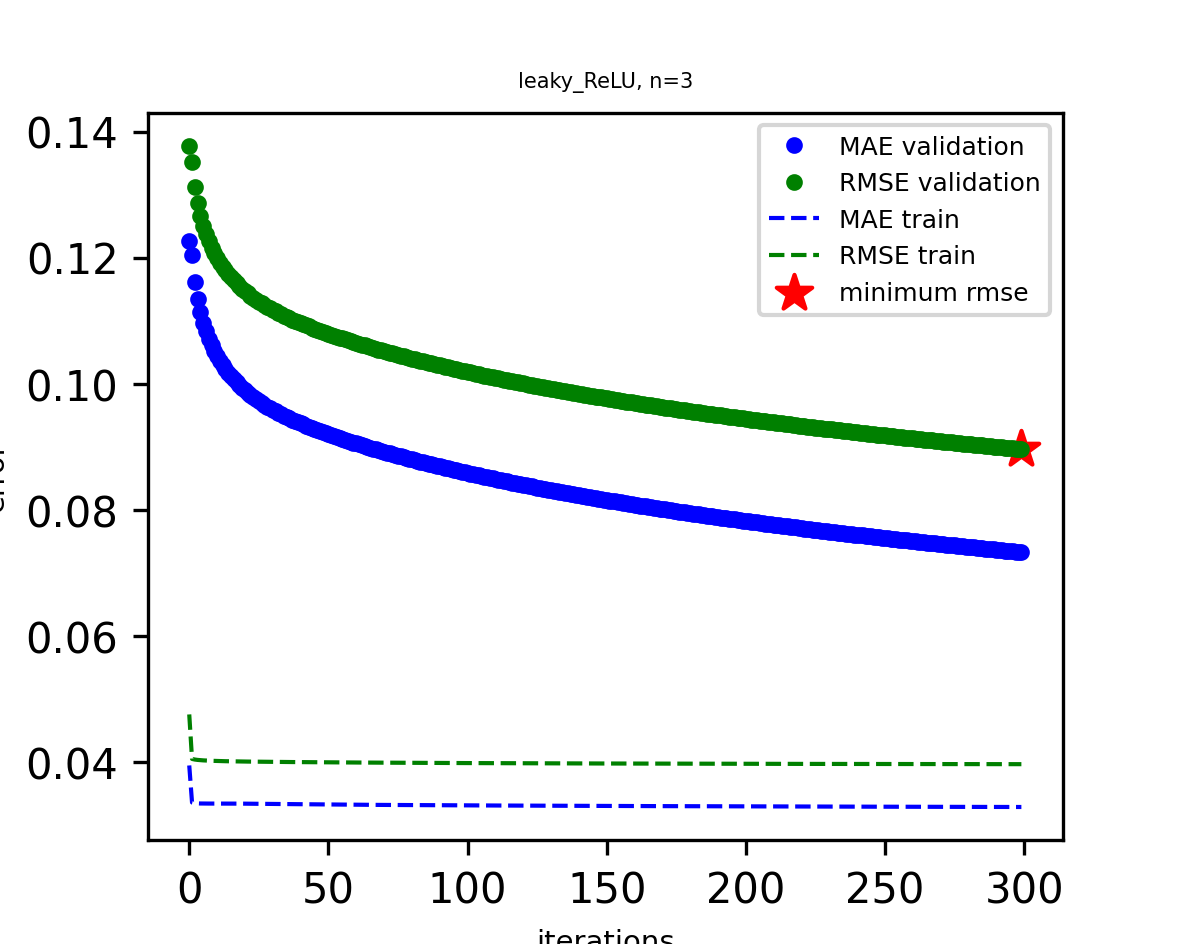 leaky_ReLU, n=3
0.14
0.12
0.10
0.08
0.06
0.04
MAE validation
RMSE validation
MAE train
RMSE train
minimum rmse
0 50 100 150 200 250 300
iterations